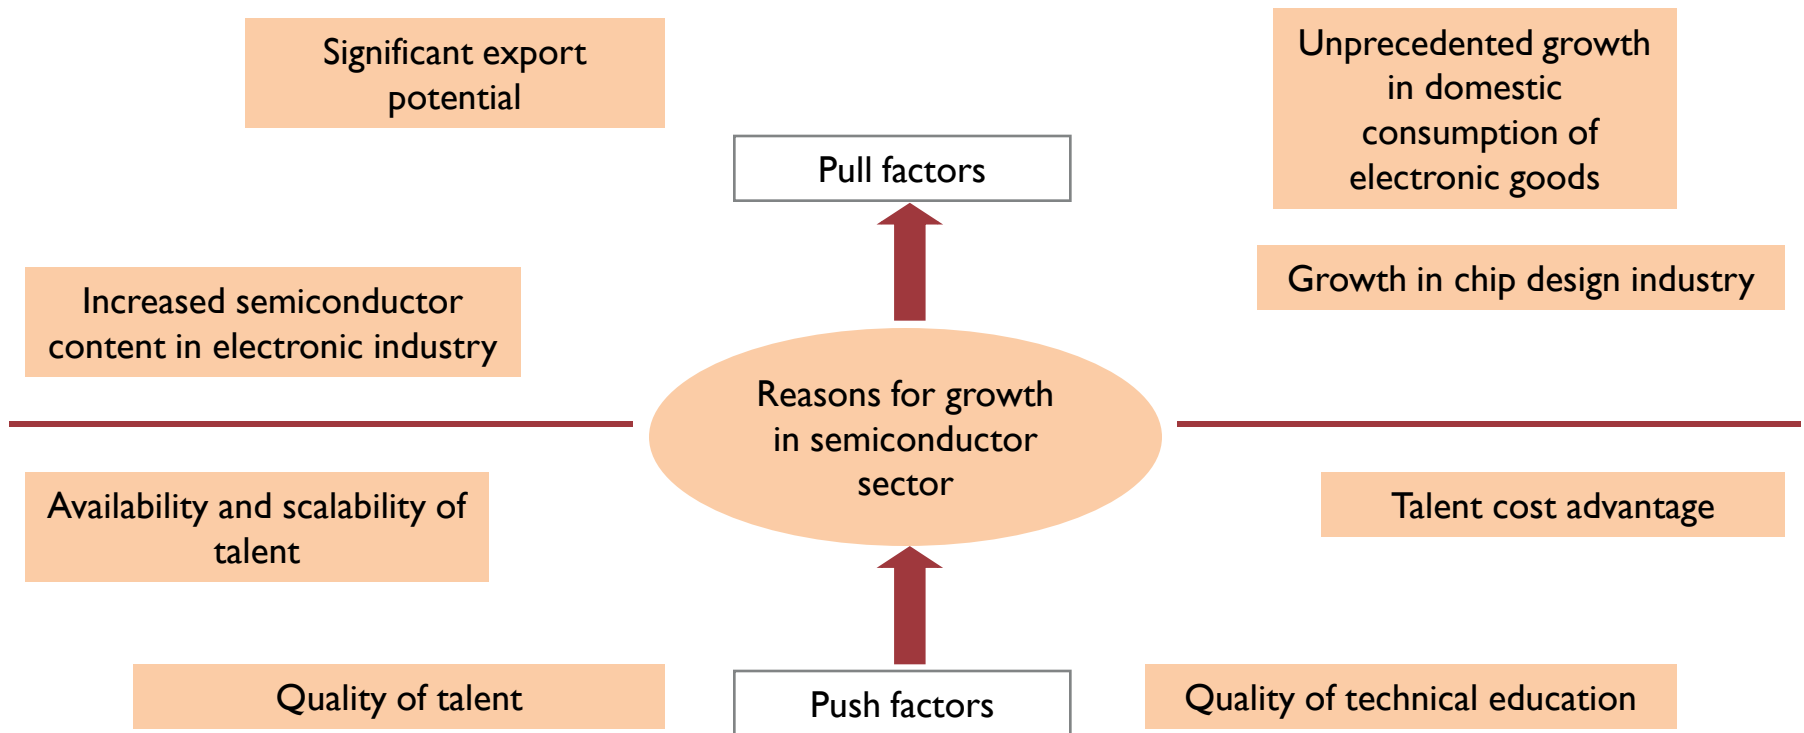 Significant export
potential
Unprecedented growth
in domestic
consumption of
electronic goods
Pull factors
Increased semiconductor
content in electronic industry
Growth in chip design industry
Reasons for growth
in semiconductor
sector
Availability and scalability of
talent
Talent cost advantage
Quality of talent
Push factors
Quality of technical education